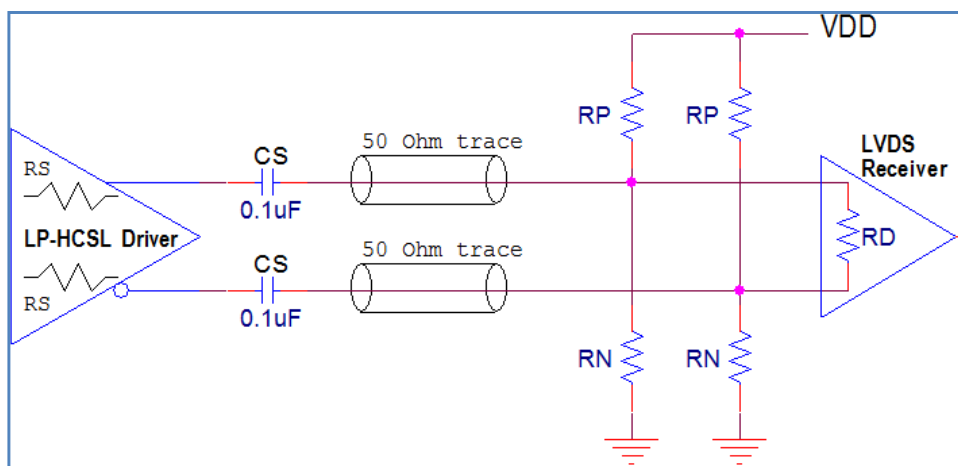 VDD
RP
RP
LVDS
Receiver
50 Ohm trace
CS
RS
0.1uF
LP-HCSL Driver
RD
50 Ohm trace
CS
RS
0.1uF
RN
RN